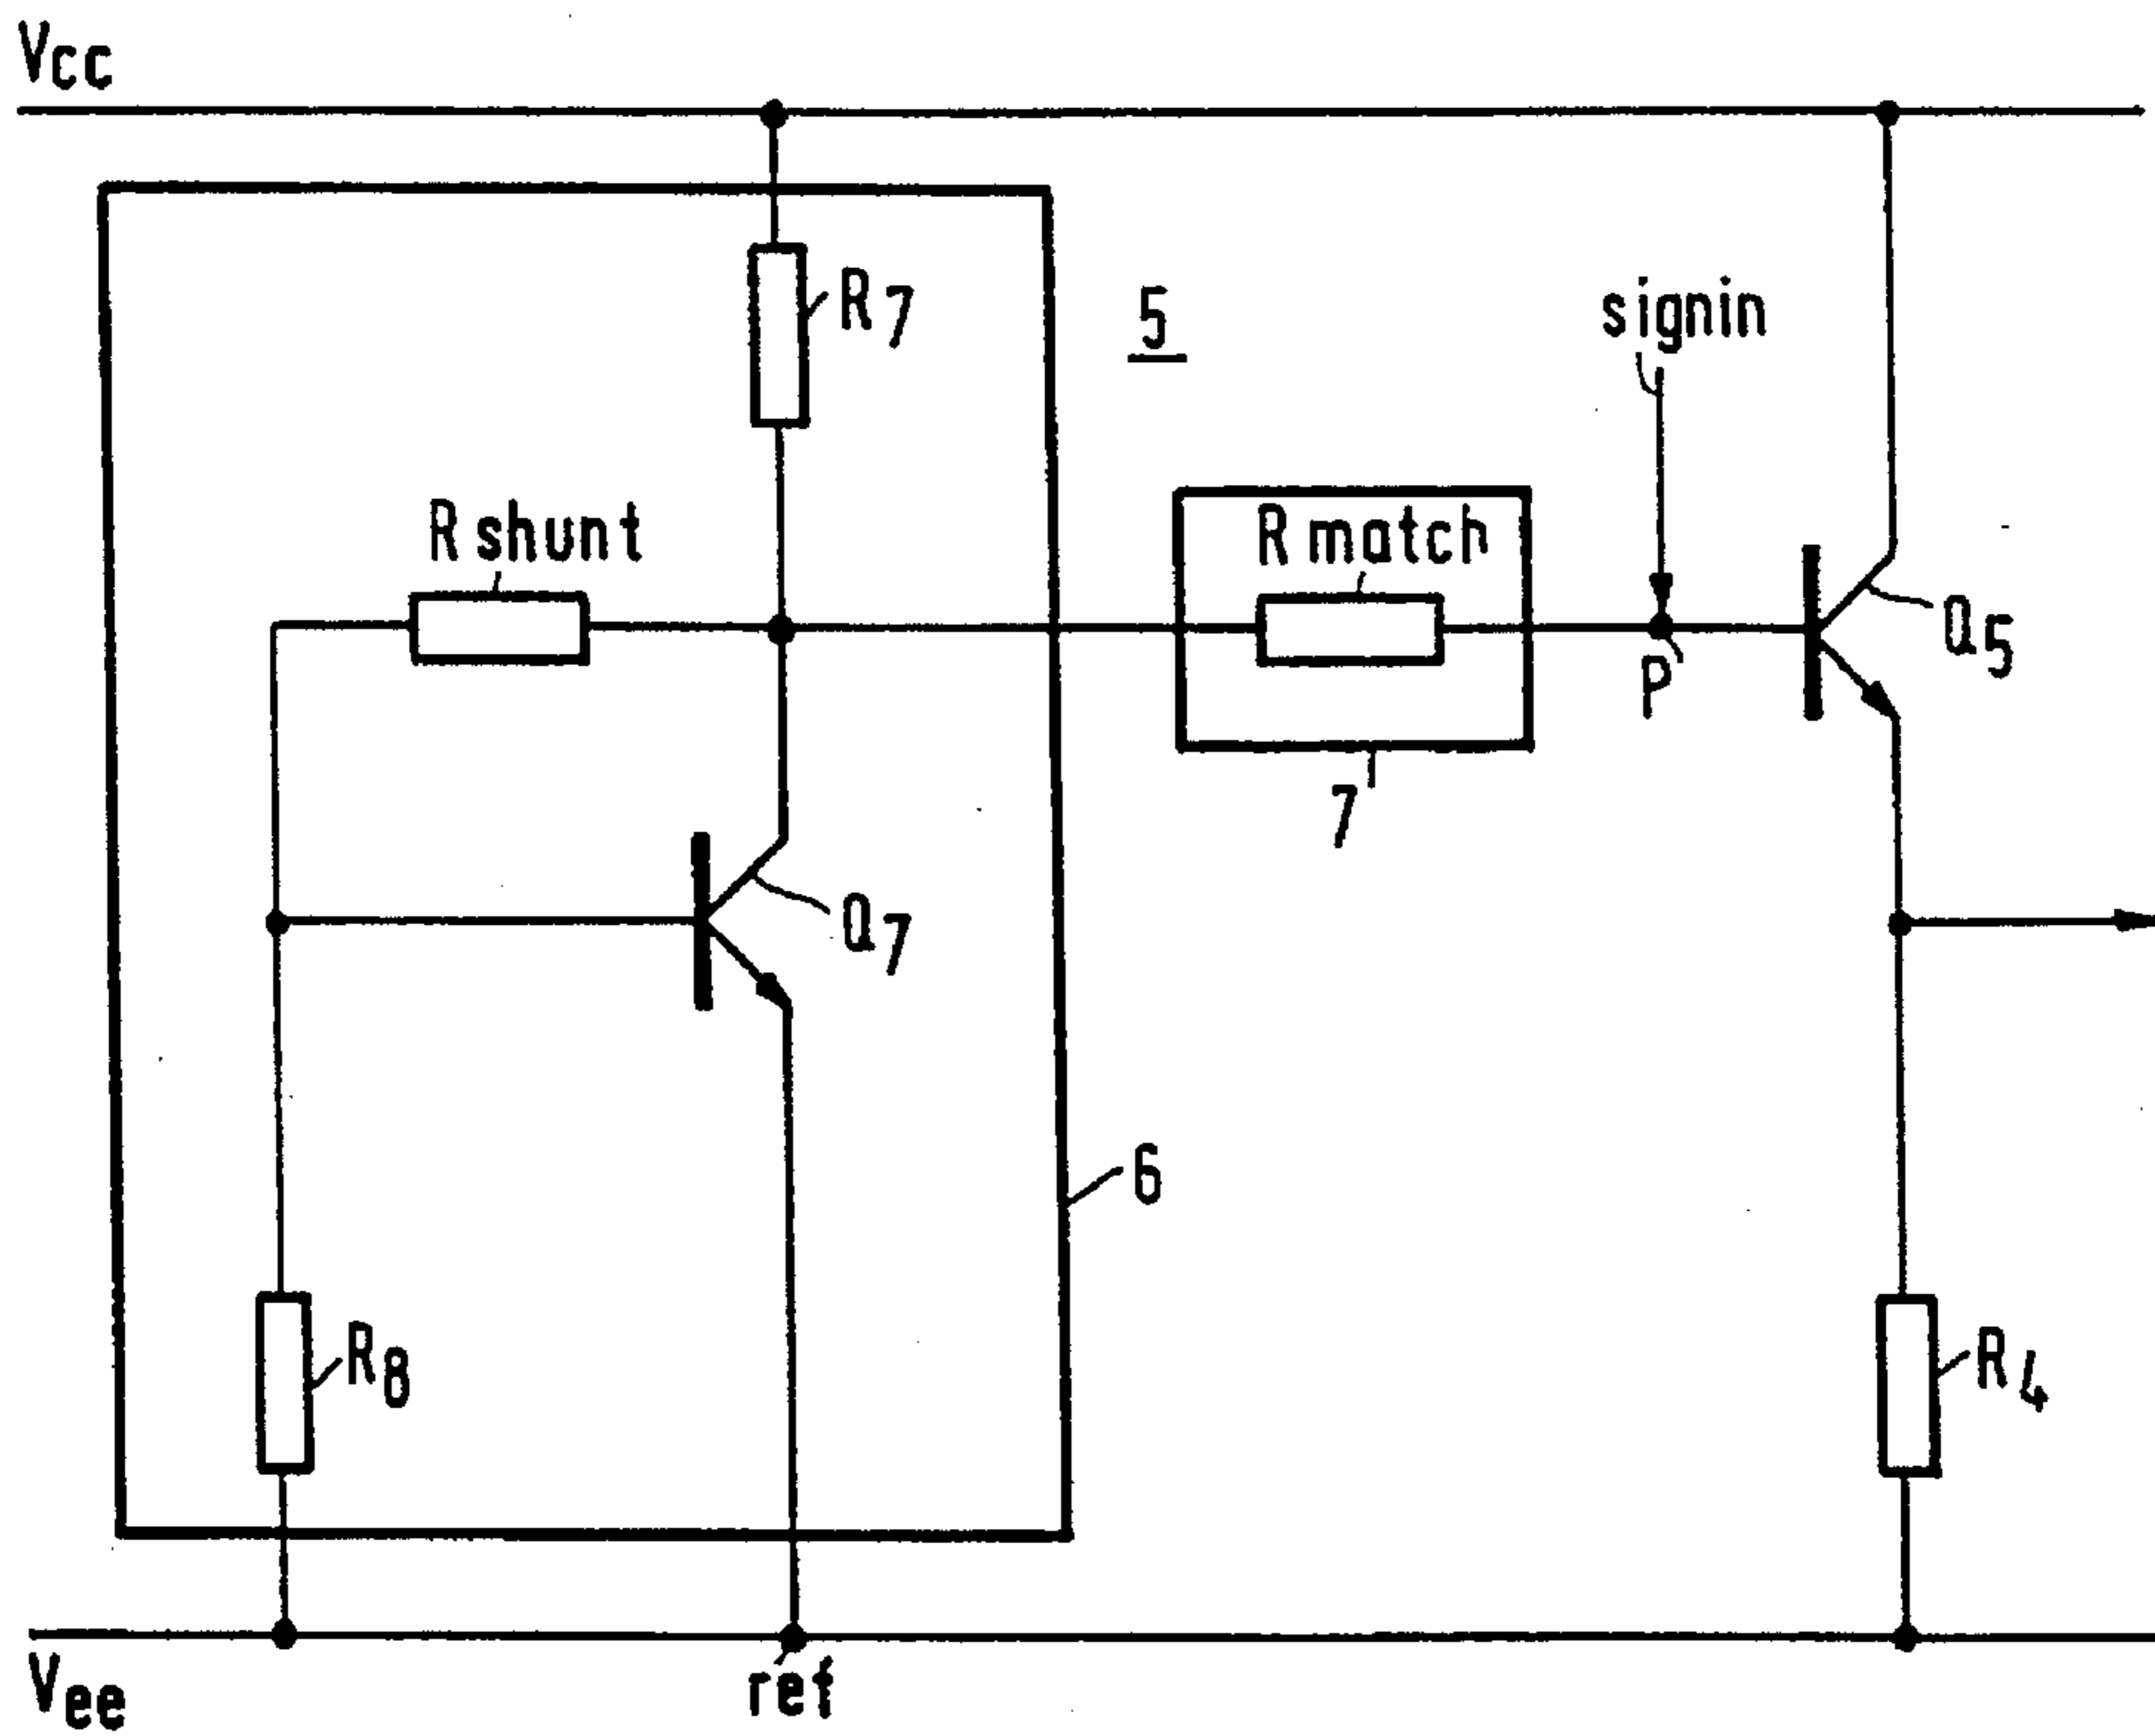 Vcc
R7
5
signin
R shunt
R match
Q5
P
7
Q7
6
R8
R4
Vee
ref